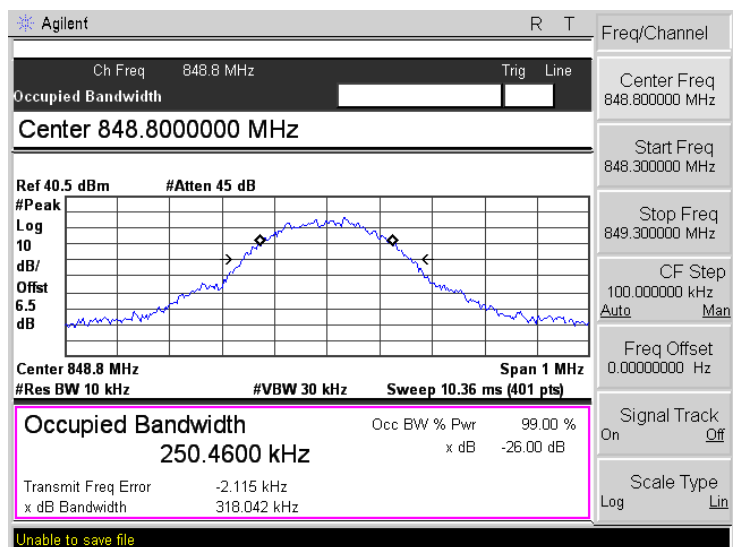 Agilent R T
Ch Freq 848.8 MHz Trig Line
Occupied Bandwidth
Center 848.8000000 MHz
Ref 40.5 dBm #Atten 45 dB
#Peak
Log
10
dB/
Offst
6.5
dB
Center 848.8 MHz Span 1 MHz
#Res BW 10 kHz #VBW 30 kHz Sweep 10.36 ms (401 pts)
Occupied Bandwidth Occ BW % Pwr 99.00 %
250.4600 kHz x dB -26.00 dB
Transmit Freq Error -2.115 kHz
x dB Bandwidth 318.042 kHz
Unable to save file
Freq/Channel
Center Freq
848.800000 MHz
Start Freq
848.300000 MHz
Stop Freq
849.300000 MHz
CF Step
100.000000 kHz
Auto Man
Freq Offset
0.00000000 Hz
Signal Track
On Off
Scale Type
Log Lin